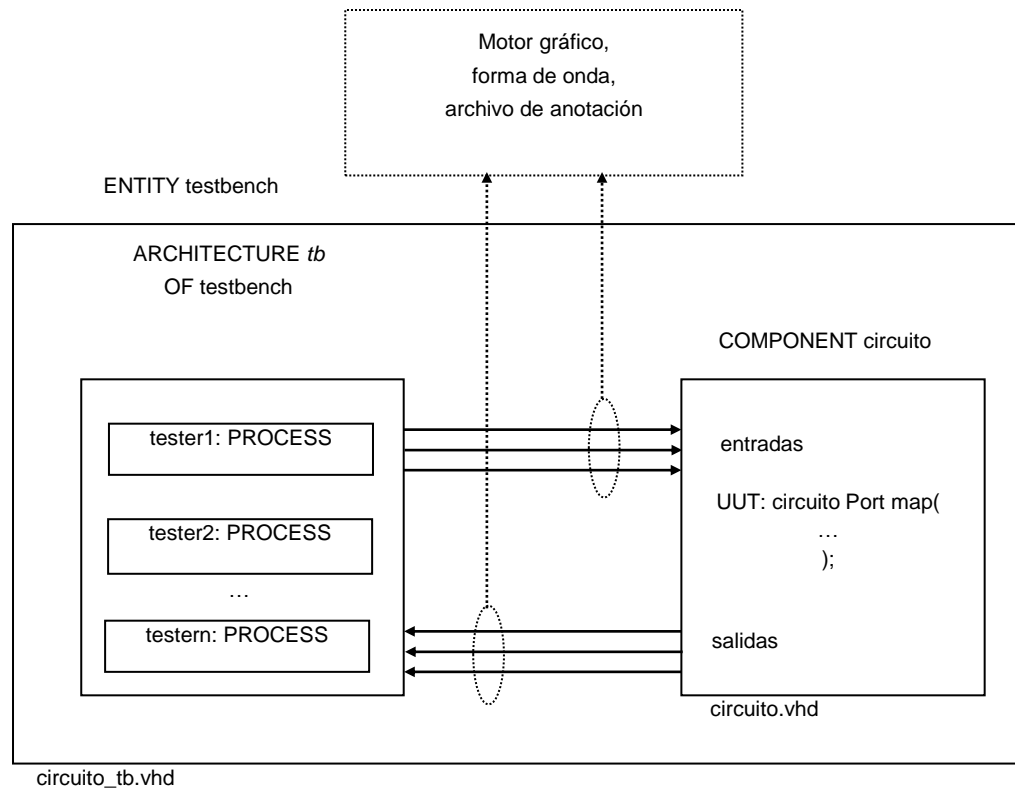 Motor gráfico,
forma de onda,
archivo de anotación
ENTITY testbench
ARCHITECTURE tb
OF testbench
COMPONENT circuito
tester1: PROCESS
entradas
UUT: circuito Port map(
…
);
tester2: PROCESS
…
testern: PROCESS
salidas
circuito.vhd
circuito_tb.vhd